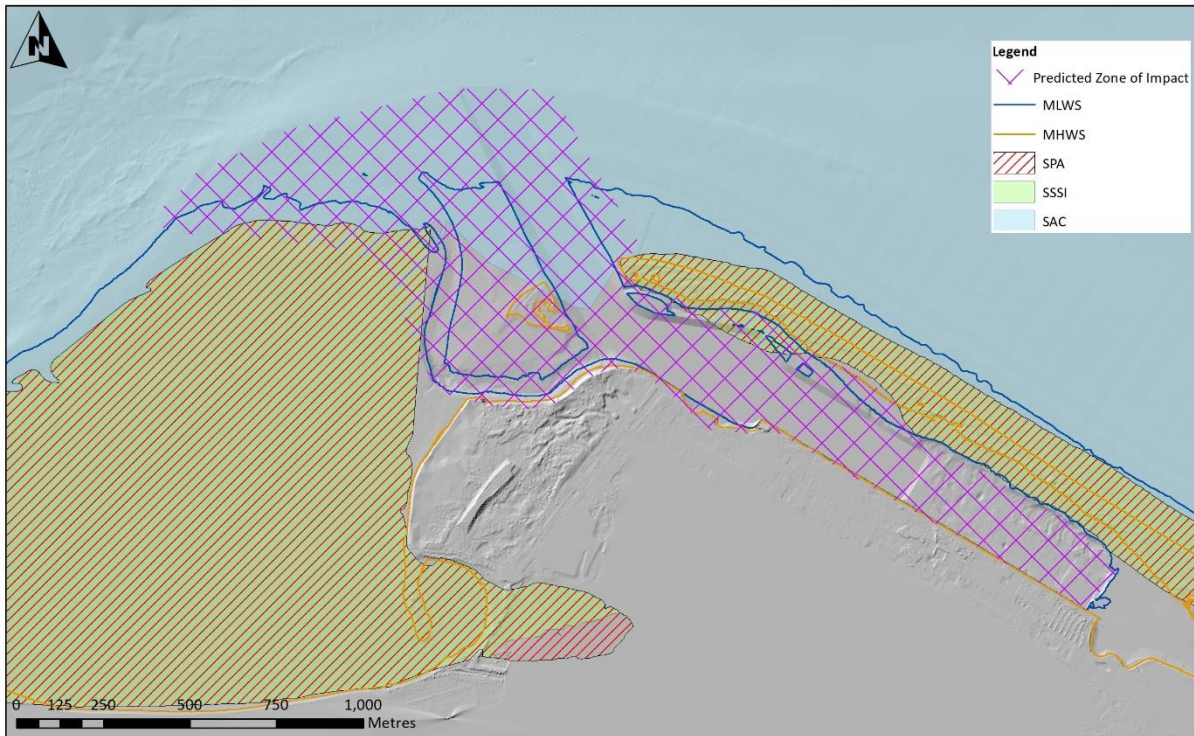 N
Legend
Predicted Zone of Impact
MLWS
MHWS
SPA
SSSI
SAC
0 125 250 500 750 1,000
Metres